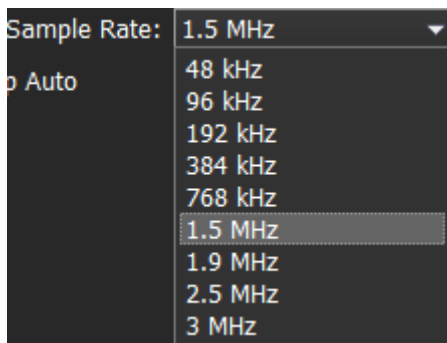 Sample Rate: 1.5 MHz
p Auto
48 kHz
96 kHz
192 kHz
384 kHz
768 kHz
1.5 MHz
1.9 MHz
2.5 MHz
3 MHz